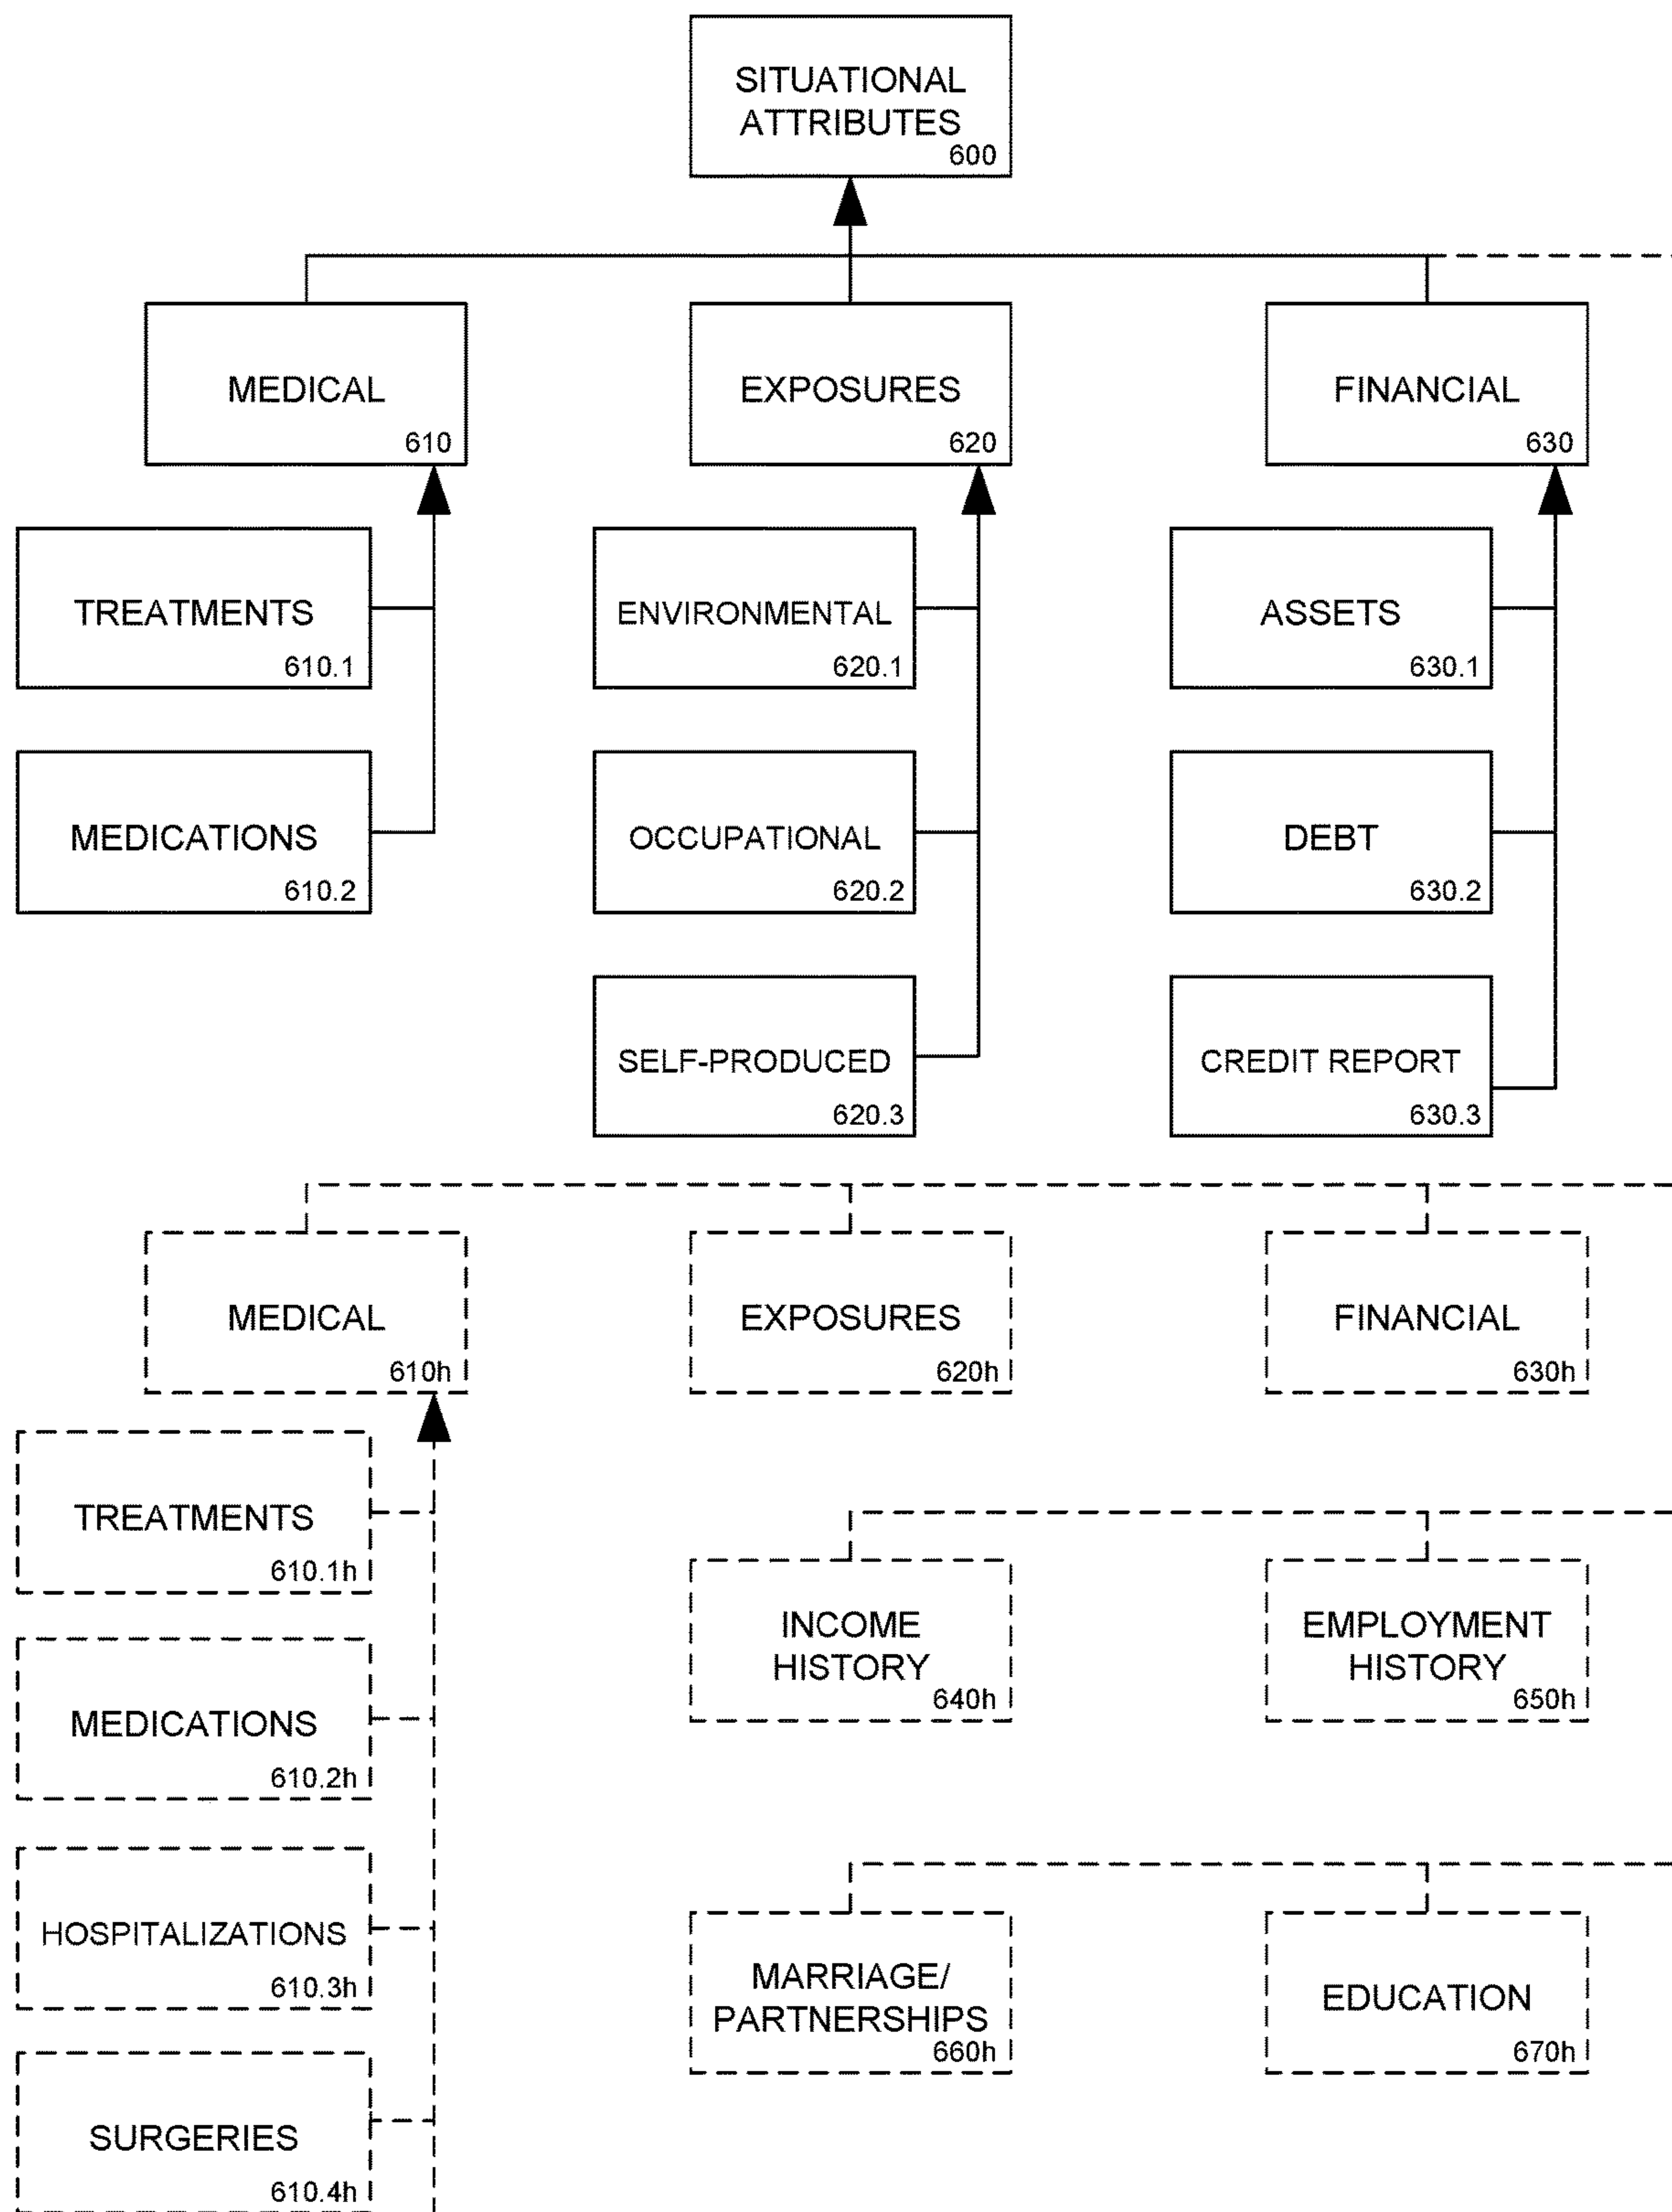 SITUATIONAL
ATTRIBUTES
600
MEDICAL
610
EXPOSURES
620
FINANCIAL
630
TREATMENTS
610.1
ENVIRONMENTAL
620.1
ASSETS
630.1
MEDICATIONS
610.2
OCCUPATIONAL
620.2
DEBT
630.2
SELF-PRODUCED
620.3
CREDIT REPORT
630.3
MEDICAL
610h
EXPOSURES
620h
FINANCIAL
630h
TREATMENTS
610.1h
MEDICATIONS
610.2h
INCOME
HISTORY
640h
EMPLOYMENT
HISTORY
650h
HOSPITALIZATIONS
610.3h
MARRIAGE/
PARTNERSHIPS
660h
EDUCATION
670h
SURGERIES
610.4h